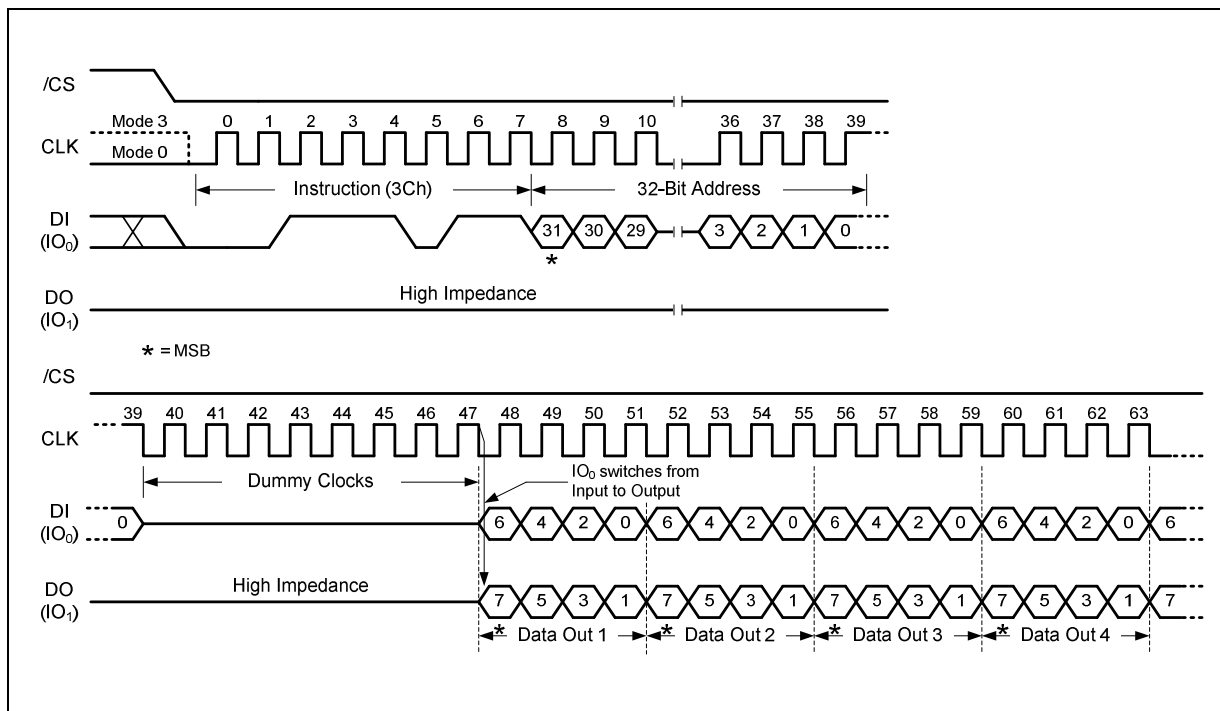 /CS
Mode 3 0 1 2 3 4 5 6 7 8 9 10 36 37 38 39
CLK
Mode 0
Instruction (3Ch) 32-Bit Address
DI
(IO0) 31 30 29 3 2 1 0
*
High Impedance
DO
(IO1)
* = MSB
/CS
39 40 41 42 43 44 45 46 47 48 49 50 51 52 53 54 55 56 57 58 59 60 61 62 63
CLK
Dummy Clocks
IO0 switches from
Input to Output
DI
(IO0) 0 6 4 2 0 6 4 2 0 6 4 2 0 6 4 2 0 6
High Impedance
DO
(IO1) 7 5 3 1 7 5 3 1 7 5 3 1 7 5 3 1 7
* Data Out 1 * Data Out 2 * Data Out 3 * Data Out 4